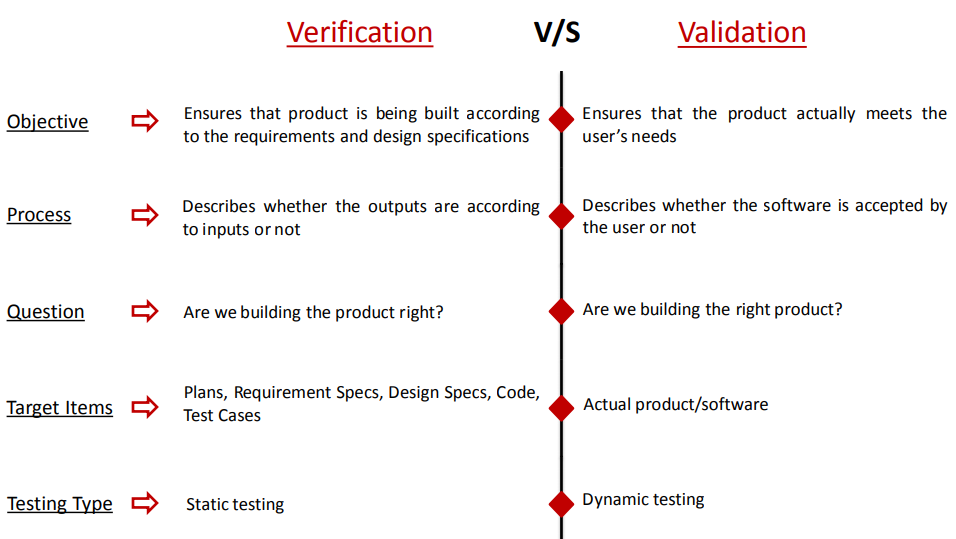 Verification V/S Validation
Objective
Ensures that product is being built according
to the requirements and design specifications
Ensures that the product actually meets the
user's needs
Process
Describes whether the outputs are according
to inputs or not
Describes whether the software is accepted by
the user or not
Question
Are we building the product right?
Are we building the right product?
Target Items
Plans, Requirement Specs, Design Specs, Code,
Test Cases
Actual product/software
Testing Type
Static testing
Dynamic testing